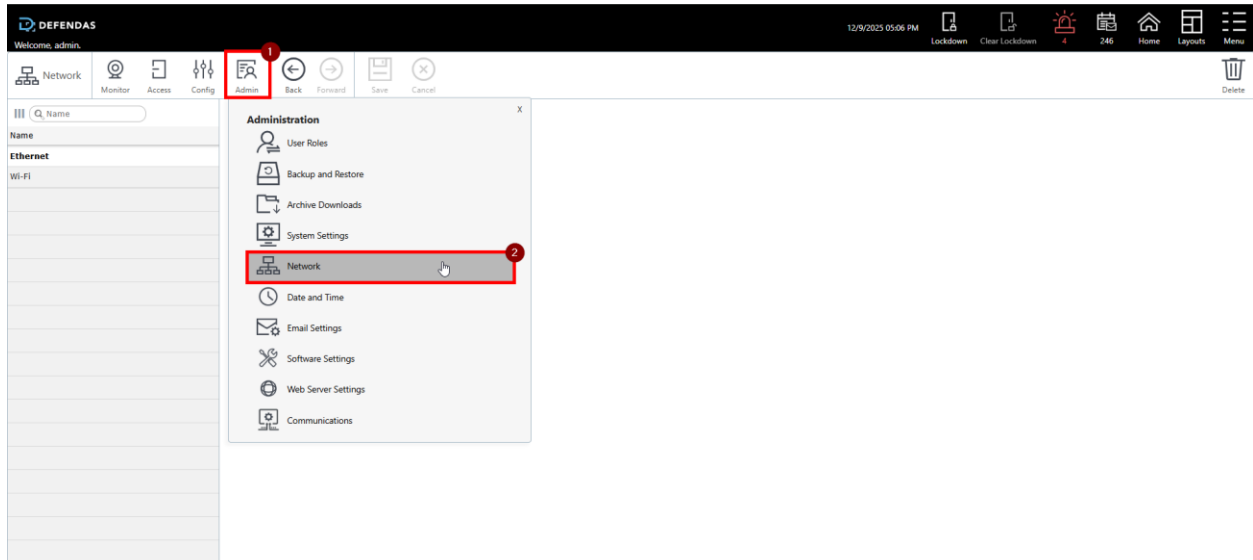 DEFENDAS
Welcome, admin.
12/9/2025 05:06 PM
Lockdown
Clear Lockdown
4
246
Home
Layouts
Menu
1
Network
Monitor
Access
Config
Admin
Back
Forward
Save
Cancel
Delete
Name
Name
Ethernet
Wi-Fi
X
Administration
User Roles
Backup and Restore
Archive Downloads
System Settings
2
Network
Date and Time
Email Settings
Software Settings
Web Server Settings
Communications